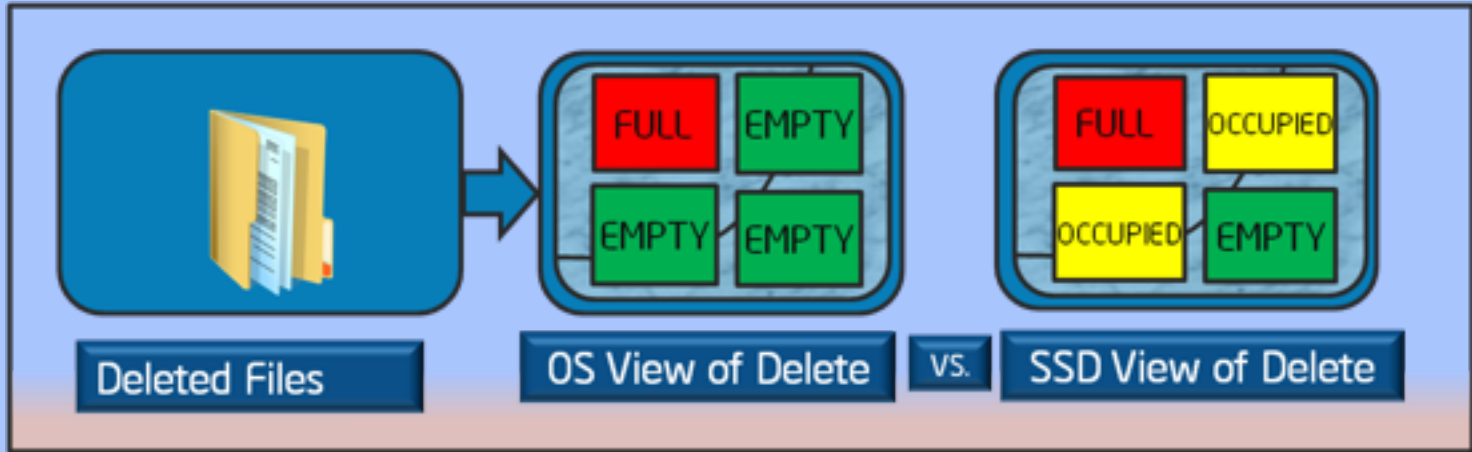 FULL
EMPTY
EMPTY
EMPTY
FULL
OCCUPIED
OCCUPIED
EMPTY
Deleted Files
OS View of Delete
VS.
SSD View of Delete